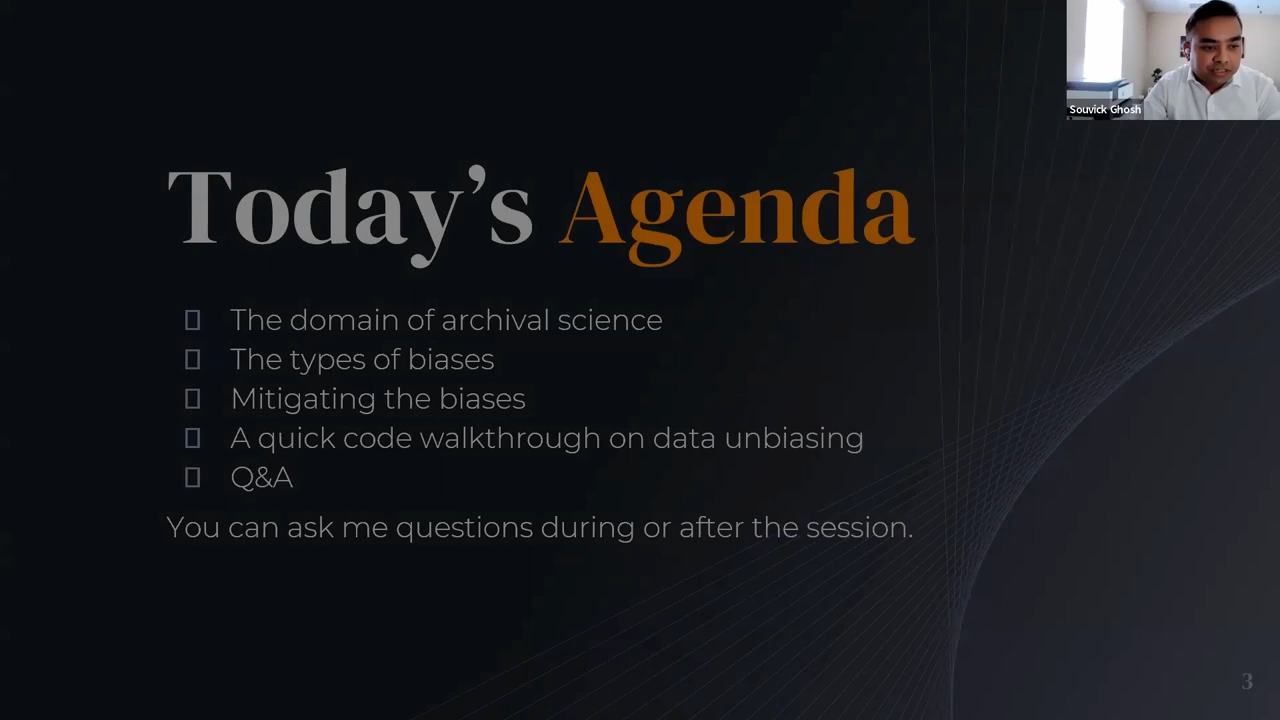 Souvick Ghosh
Today’s Agenda
The domain of archival science
The types of biases
Mitigating the biases
A quick code walkthrough on data unbiasing
Q&A
You can ask me questions during or after the session.
3